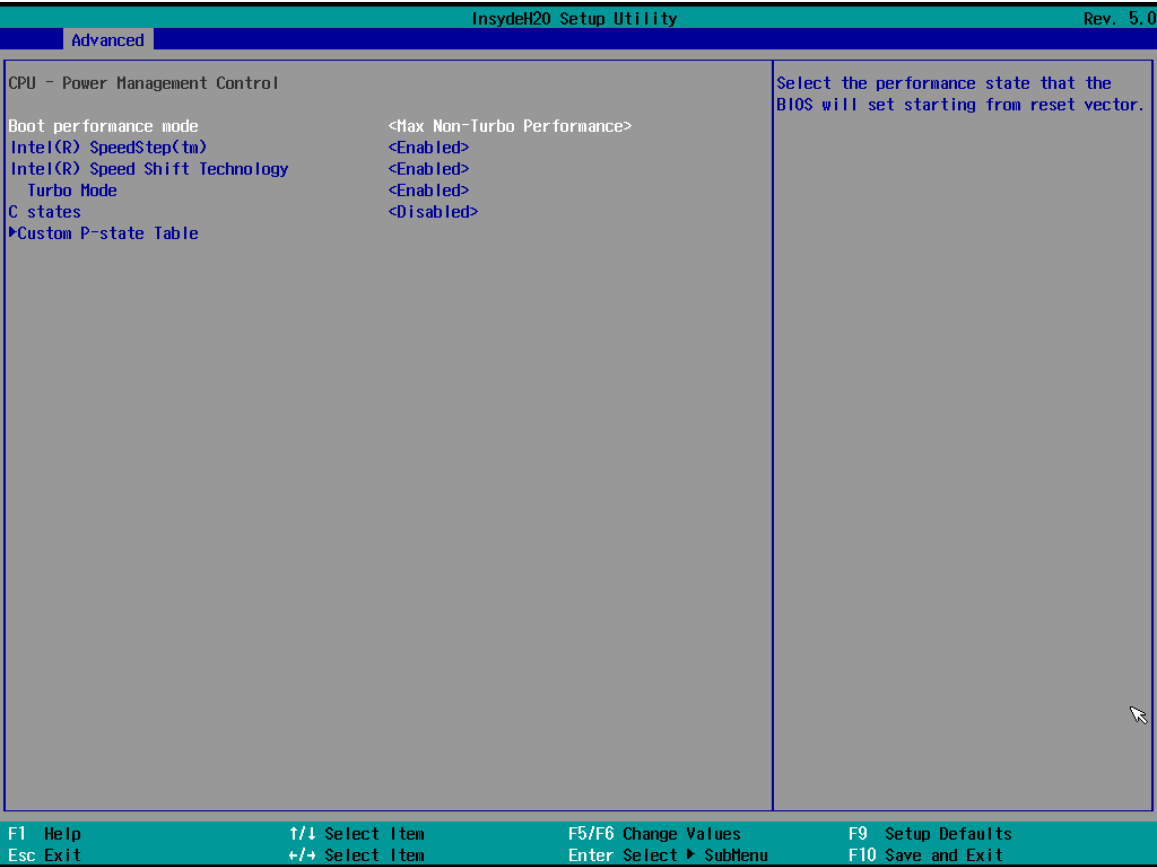 InsydeH20 Setup Utility Rev. 5.0
Advanced
CPU - Power Management Control
Select the performance state that the
BIOS will set starting from reset vector.
Boot performance mode <Max Non-Turbo Performance>
Intel(R) SpeedStep(tm) <Enabled>
Intel(R) Speed Shift Technology <Enabled>
Turbo Mode <Enabled>
C states <Disabled>
▶Custom P-state Table
F1 Help ↑/↓ Select Item F5/F6 Change Values F9 Setup Defaults
Esc Exit ←/→ Select Item Enter Select ▶ SubMenu F10 Save and Exit